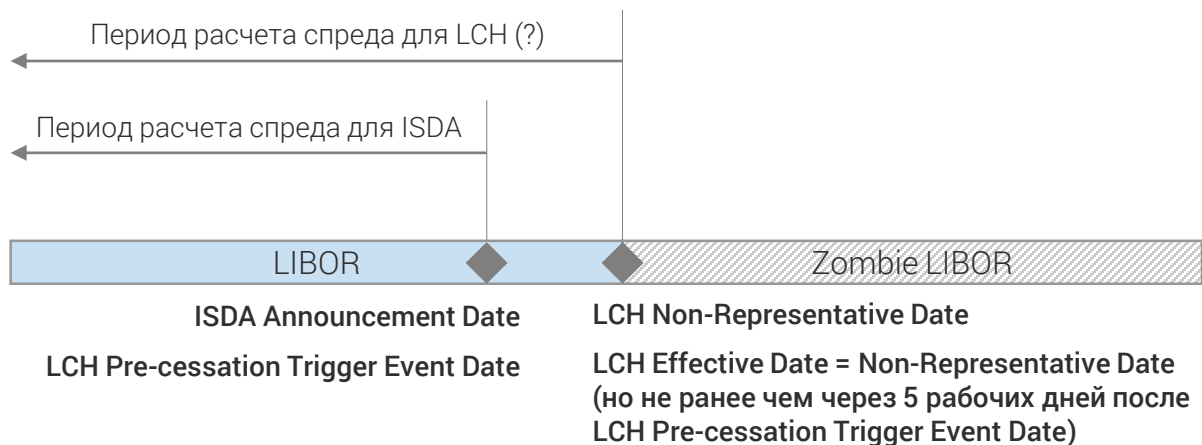 Период расчета спреда для LCH (?)
Период расчета спреда для ISDA
LIBOR
Zombie LIBOR
ISDA Announcement Date
LCH Pre-cessation Trigger Event Date
LCH Non-Representative Date
LCH Effective Date = Non-Representative Date
(но не ранее чем через 5 рабочих дней после
LCH Pre-cessation Trigger Event Date)